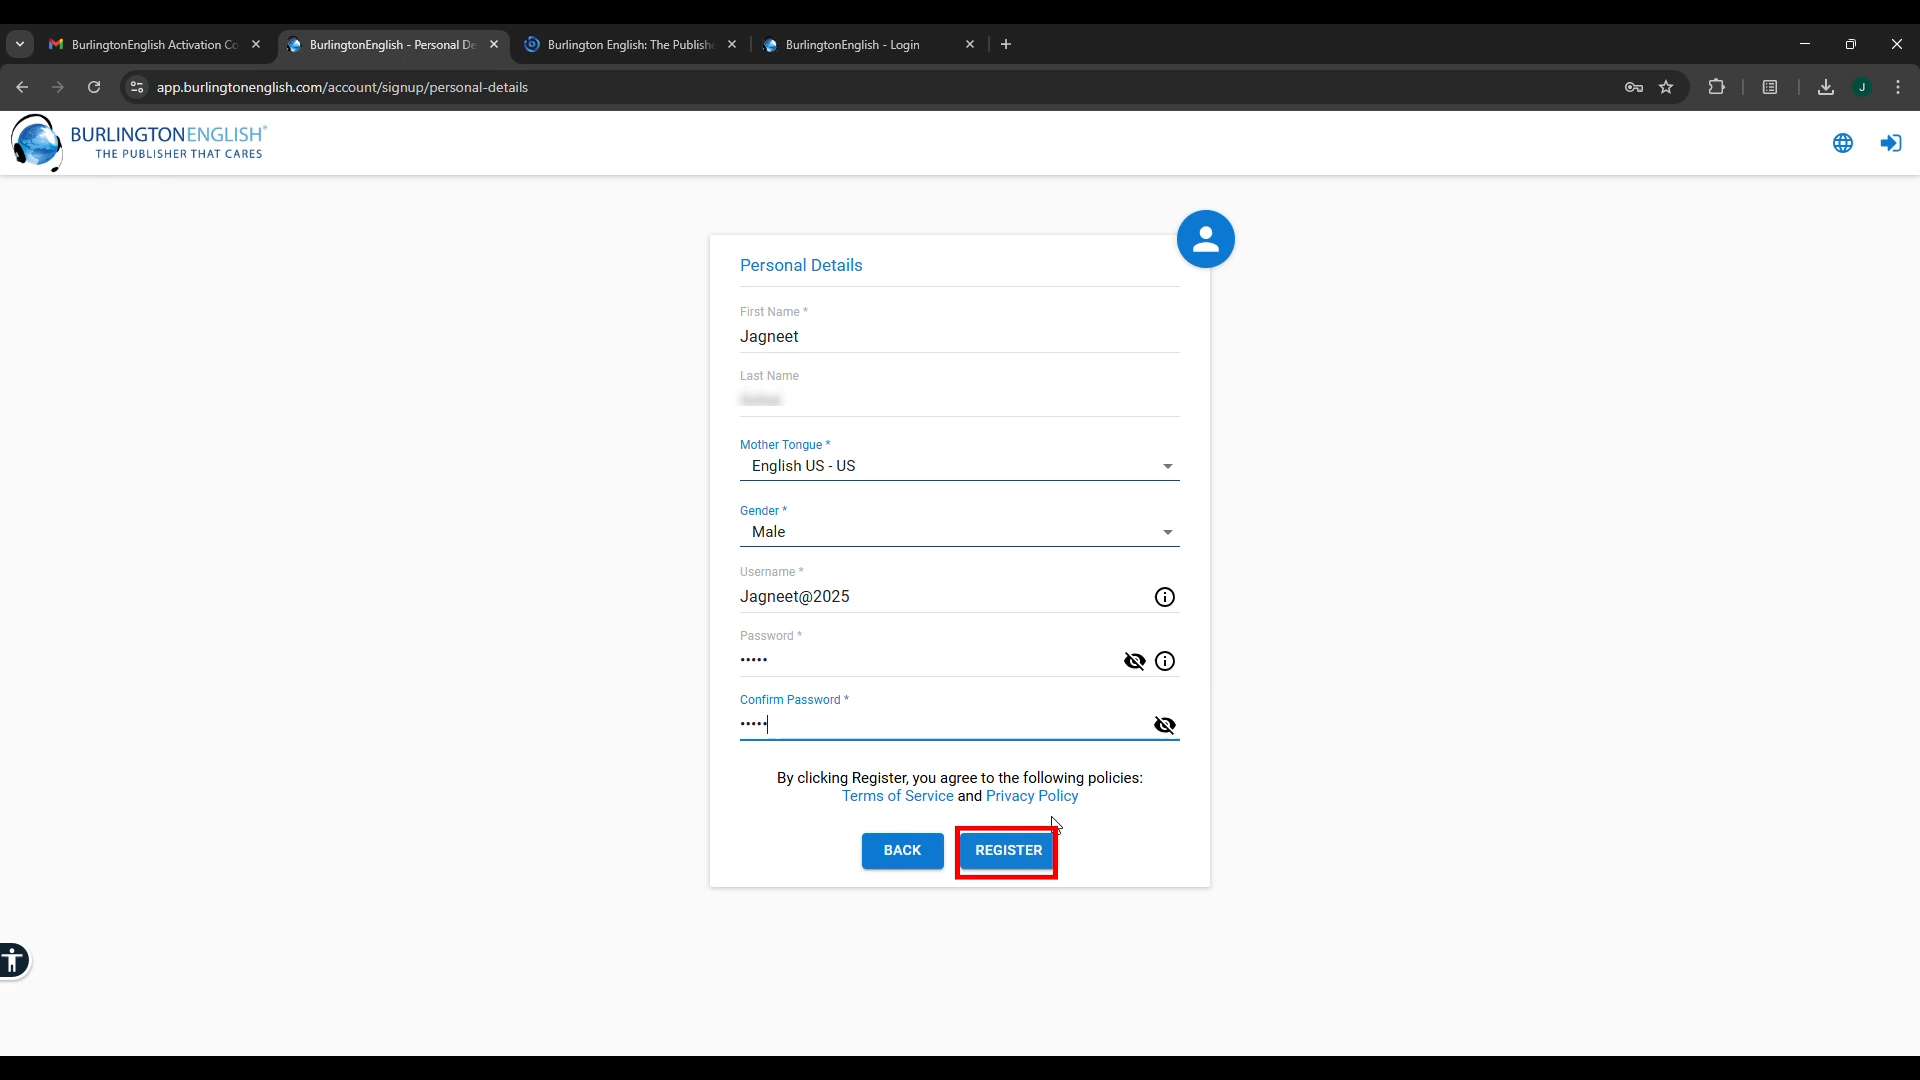 BurlingtonEnglish Activation Co
BurlingtonEnglish - Personal De
Burlington English: The Publishe
BurlingtonEnglish - Login
app.burlingtonenglish.com/account/signup/personal-details
J
BURLINGTONENGLISH®
THE PUBLISHER THAT CARES
Personal Details
First Name *
Jagneet
Last Name
Mother Tongue *
English US - US
Gender *
Male
Username *
Jagneet@2025
Password *
•••••
Confirm Password *
•••••
By clicking Register, you agree to the following policies:
Terms of Service and Privacy Policy
BACK
REGISTER